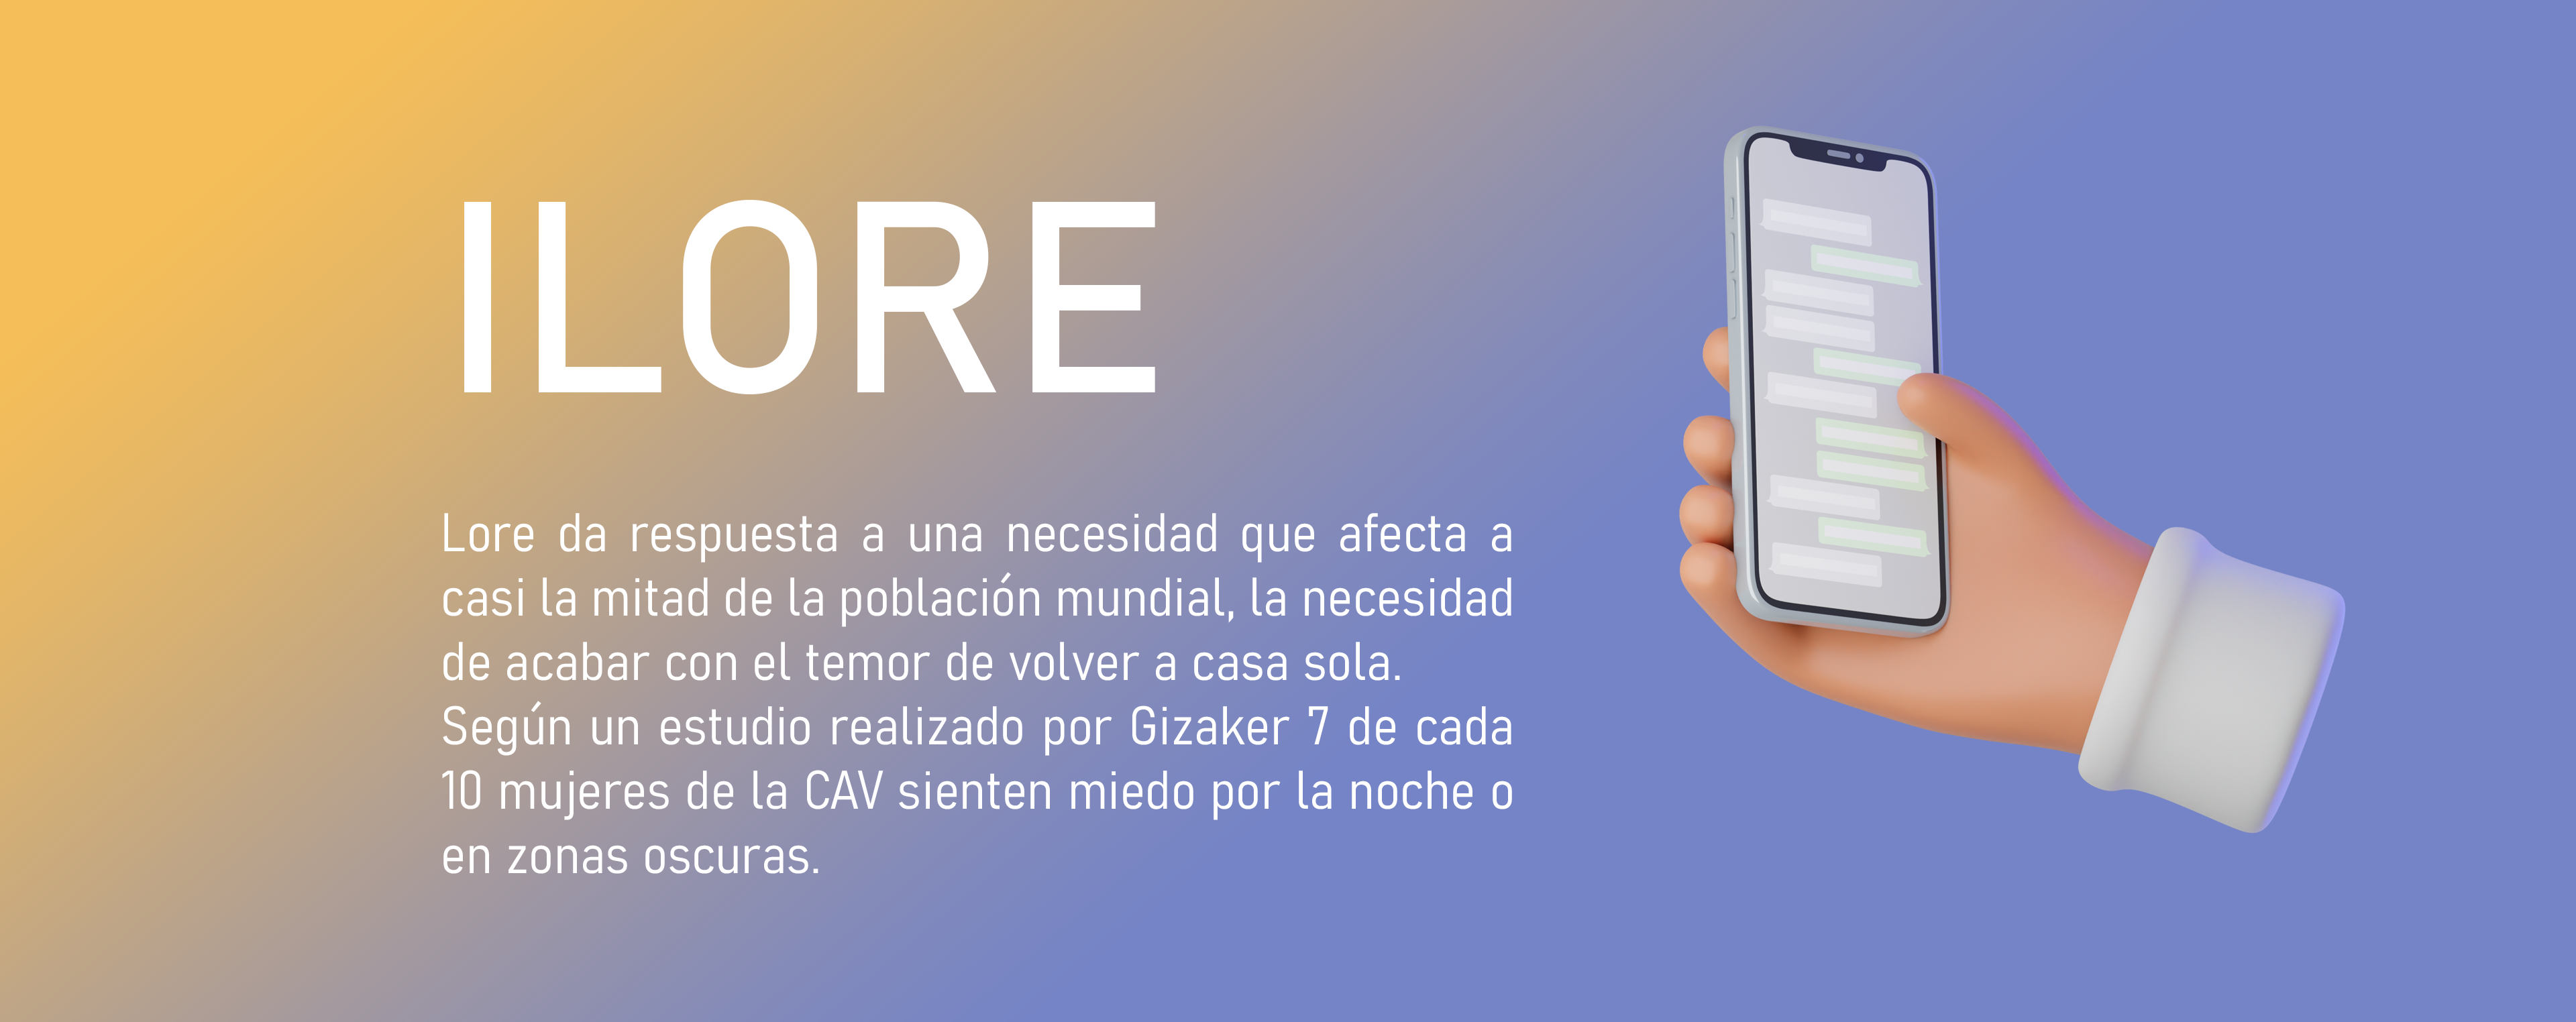 ILORE
Lore da respuesta a una necesidad que afecta a
casi la mitad de la población mundial, la necesidad
de acabar con el temor de volver a casa sola.
Según un estudio realizado por Gizaker 7 de cada
10 mujeres de la CAV sienten miedo por la noche o
en zonas oscuras.